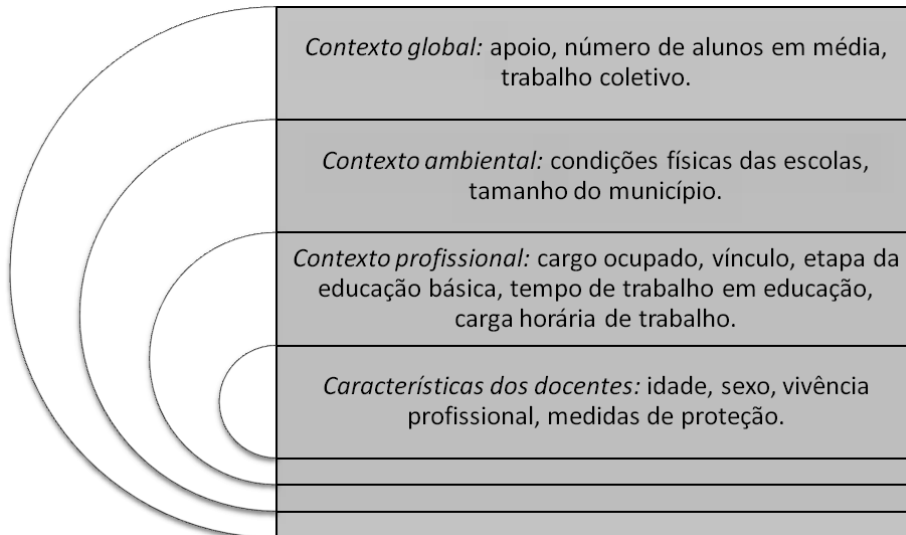 Contexto global: apoio, número de alunos em média,
trabalho coletivo.
Contexto ambiental: condições físicas das escolas,
tamanho do município.
Contexto profissional: cargo ocupado, vínculo, etapa da
educação básica, tempo de trabalho em educação,
carga horária de trabalho.
Características dos docentes: idade, sexo, vivência
profissional, medidas de proteção.